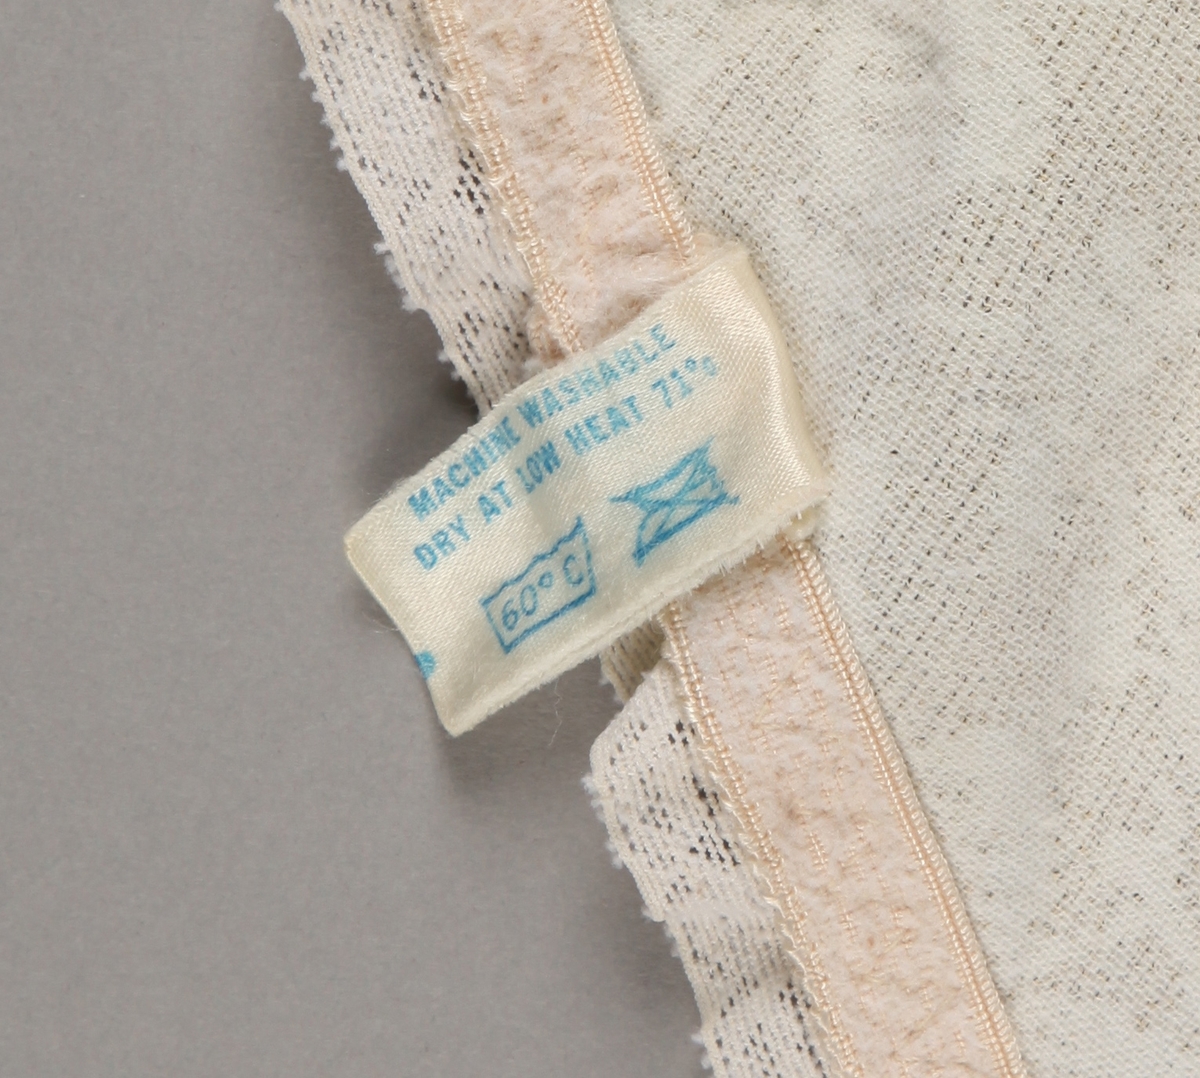 MACHINE WASHABLE
DRY AT LOW HEAT 71°
60° C